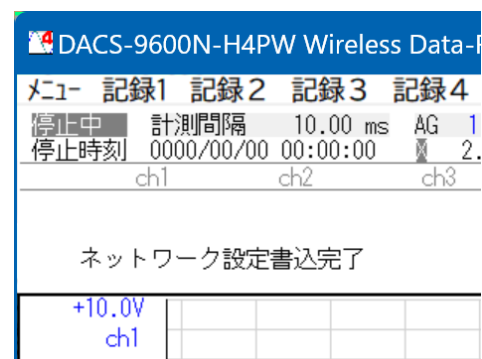 DACS-9600N-H4PW Wireless Data-
ﾒﾆｭｰ 記録1 記録2 記録3 記録4
停止中 計測間隔 10.00 ms AG 1
停止時刻 0000/00/00 00:00:00 2.
ch1 ch2 ch3
ネットワーク設定書込完了
+10.0V
ch1